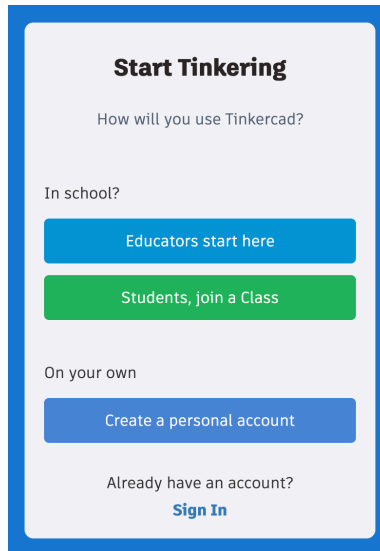 Start Tinkering
How will you use Tinkercad?
In school?
Educators start here
Students, join a Class
On your own
Create a personal account
Already have an account?
Sign In